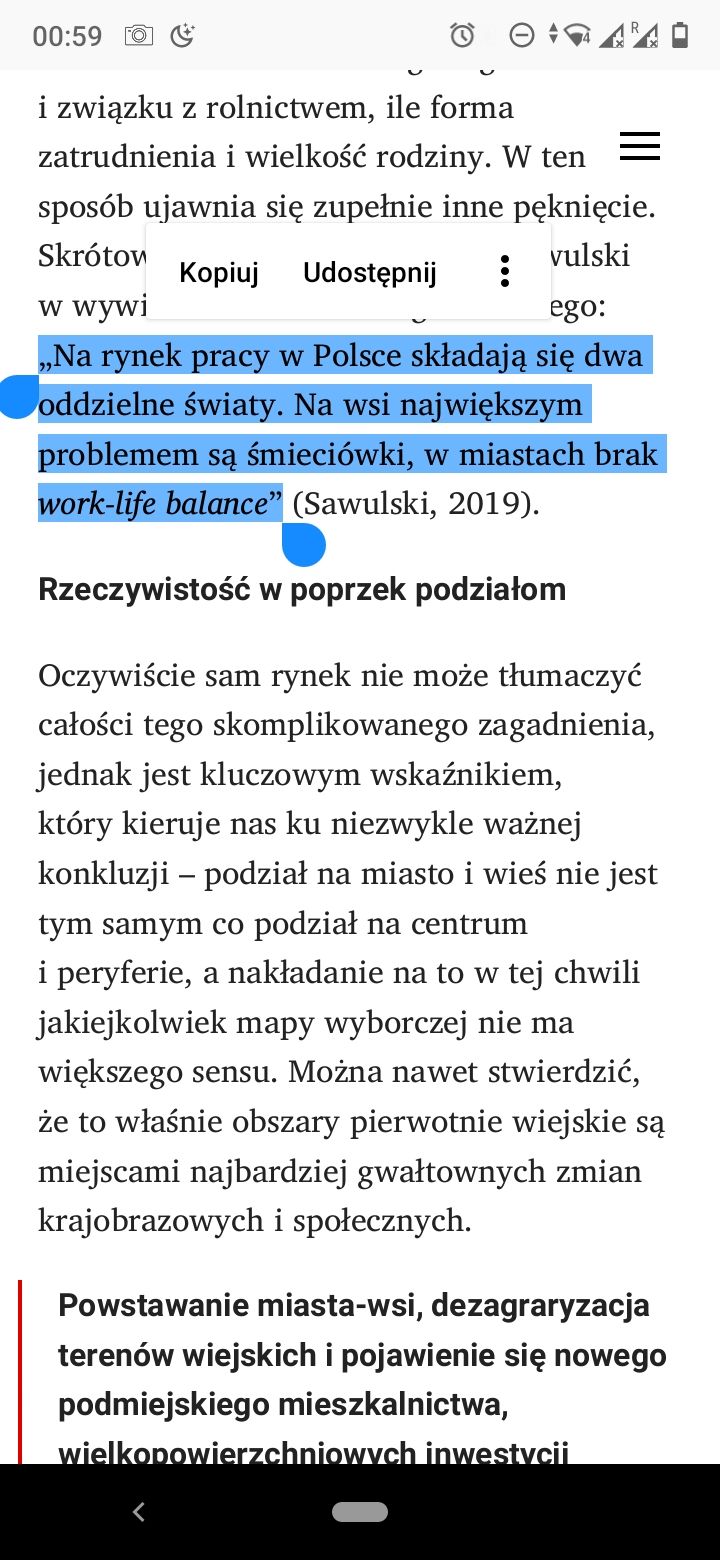 00:59
R
4
i związku z rolnictwem, ile forma
zatrudnienia i wielkość rodziny. W ten
sposób ujawnia się zupełnie inne pęknięcie.
Skrótow wulski
Kopiuj Udostępnij
w wywi ego:
„Na rynek pracy w Polsce składają się dwa
oddzielne światy. Na wsi największym
problemem są śmieciówki, w miastach brak
work-life balance” (Sawulski, 2019).
Rzeczywistość w poprzek podziałom
Oczywiście sam rynek nie może tłumaczyć
całości tego skomplikowanego zagadnienia,
jednak jest kluczowym wskaźnikiem,
który kieruje nas ku niezwykle ważnej
konkluzji – podział na miasto i wieś nie jest
tym samym co podział na centrum
i peryferie, a nakładanie na to w tej chwili
jakiejkolwiek mapy wyborczej nie ma
większego sensu. Można nawet stwierdzić,
że to właśnie obszary pierwotnie wiejskie są
miejscami najbardziej gwałtownych zmian
krajobrazowych i społecznych.
Powstawanie miasta-wsi, dezagraryzacja
terenów wiejskich i pojawienie się nowego
podmiejskiego mieszkalnictwa,
wielkopowierzchniowych inwestycji